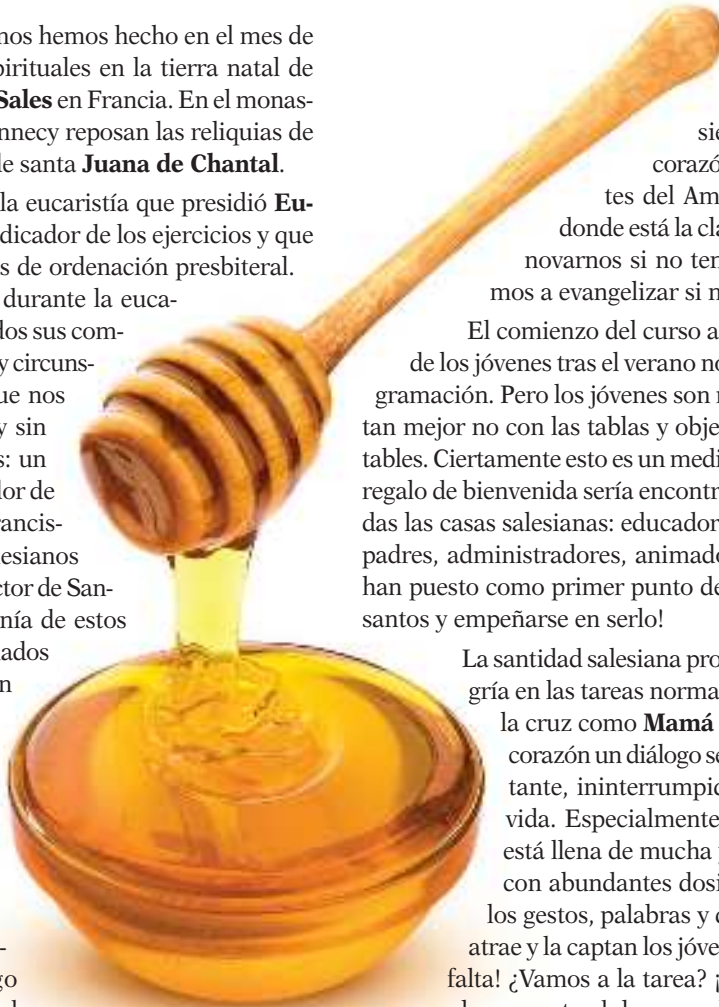 nos hemos hecho en el mes de
pirituales en la tierra natal de
Sales en Francia. En el monas-
nnecy reposan las reliquias de
le santa Juana de Chantal.
la eucaristía que presidió Eu-
dicador de los ejercicios y que
s de ordenación presbiteral.
durante la euca-
dos sus com-
y circuns-
ue nos
y sin
s: un
lor de
rancis-
esianos
ctor de San-
nía de estos
ados
n
-
go
sie
corazó
tes del Am
donde está la cla
novarnos si no ten
mos a evangelizar si n
El comienzo del curso a
de los jóvenes tras el verano no
gramación. Pero los jóvenes son
tan mejor no con las tablas y obje
tables. Ciertamente esto es un medi
regalo de bienvenida sería encontr
das las casas salesianas: educador
padres, administradores, animado
han puesto como primer punto de
santos y empeñarse en serlo!
La santidad salesiana pro
gría en las tareas norma
la cruz como Mamá
corazón un diálogo se
tante, ininterrumpid
vida. Especialmente
está llena de mucha
con abundantes dosi
los gestos, palabras y
atrae y la captan los jóve
falta! ¿Vamos a la tarea? ¡